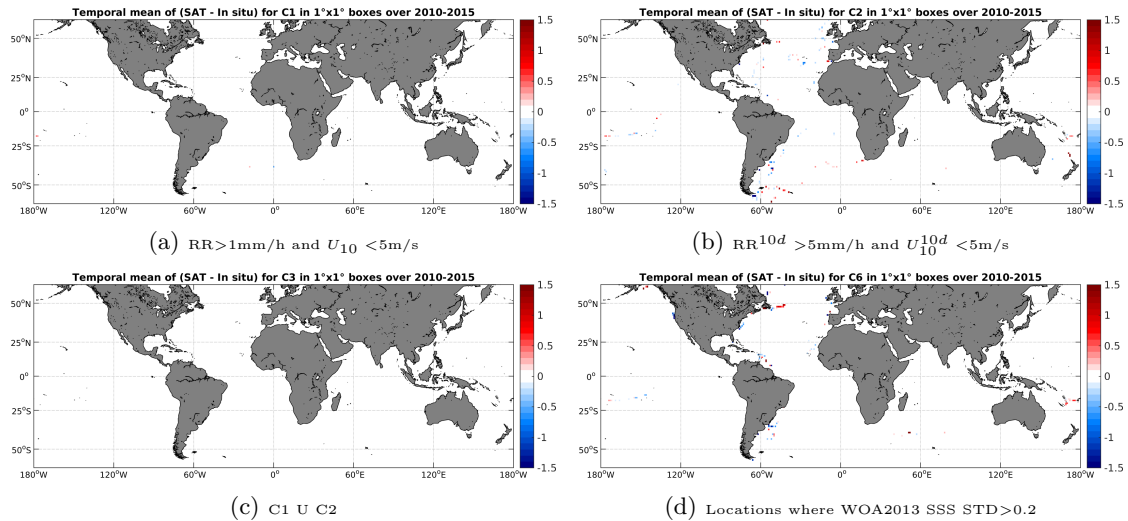 Temporal mean of (SAT - In situ) for C1 in 1°x1° boxes over 2010-2015
50°N
25°N
0°
25°S
50°S
180°W 120°W 60°W 0° 60°E 120°E 180°E
1.5
1
0.5
0
-0.5
-1
-1.5
(a) RR>1mm/h and U10 <5m/s
Temporal mean of (SAT - In situ) for C2 in 1°x1° boxes over 2010-2015
50°N
25°N
0°
25°S
50°S
180°W 120°W 60°W 0° 60°E 120°E 180°E
1.5
1
0.5
0
-0.5
-1
-1.5
(b) RR10d >5mm/h and U10d10 <5m/s
Temporal mean of (SAT - In situ) for C3 in 1°x1° boxes over 2010-2015
50°N
25°N
0°
25°S
50°S
180°W 120°W 60°W 0° 60°E 120°E 180°E
1.5
1
0.5
0
-0.5
-1
-1.5
(c) C1 U C2
Temporal mean of (SAT - In situ) for C6 in 1°x1° boxes over 2010-2015
50°N
25°N
0°
25°S
50°S
180°W 120°W 60°W 0° 60°E 120°E 180°E
1.5
1
0.5
0
-0.5
-1
-1.5
(d) Locations where WOA2013 SSS STD>0.2